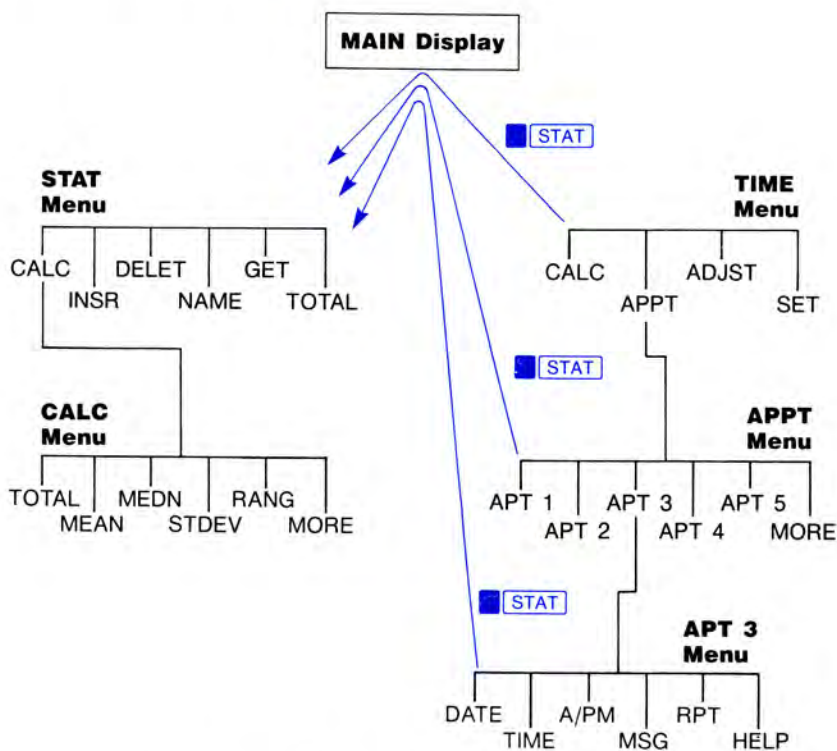 MAIN Display
STAT
STAT
Menu
CALC
INSR
DELET
NAME
GET
TOTAL
TIME
Menu
CALC
APPT
ADJST
SET
STAT
CALC
Menu
TOTAL
MEAN
MEDN
STDEV
RANG
MORE
APPT
Menu
APT 1
APT 2
APT 3
APT 4
APT 5
MORE
STAT
APT 3
Menu
DATE
TIME
A/PM
MSG
RPT
HELP